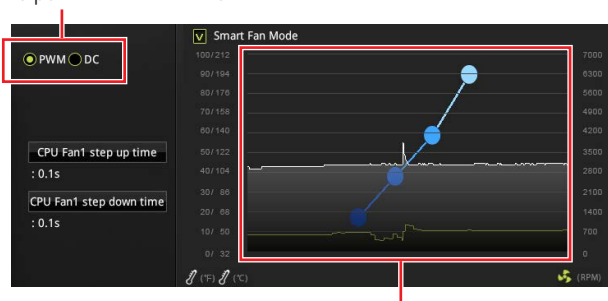 V Smart Fan Mode
PWM DC
100/212 7000
90/194 6300
80/176 5600
70/158 4900
60/140 4200
CPU Fan1 step up time
50/122 3500
: 0.1s
40/104 2800
30/ 86 2100
CPU Fan1 step down time
20/ 68 1400
: 0.1s
10/ 50 700
0/ 32 0
(°F) (°C) (RPM)